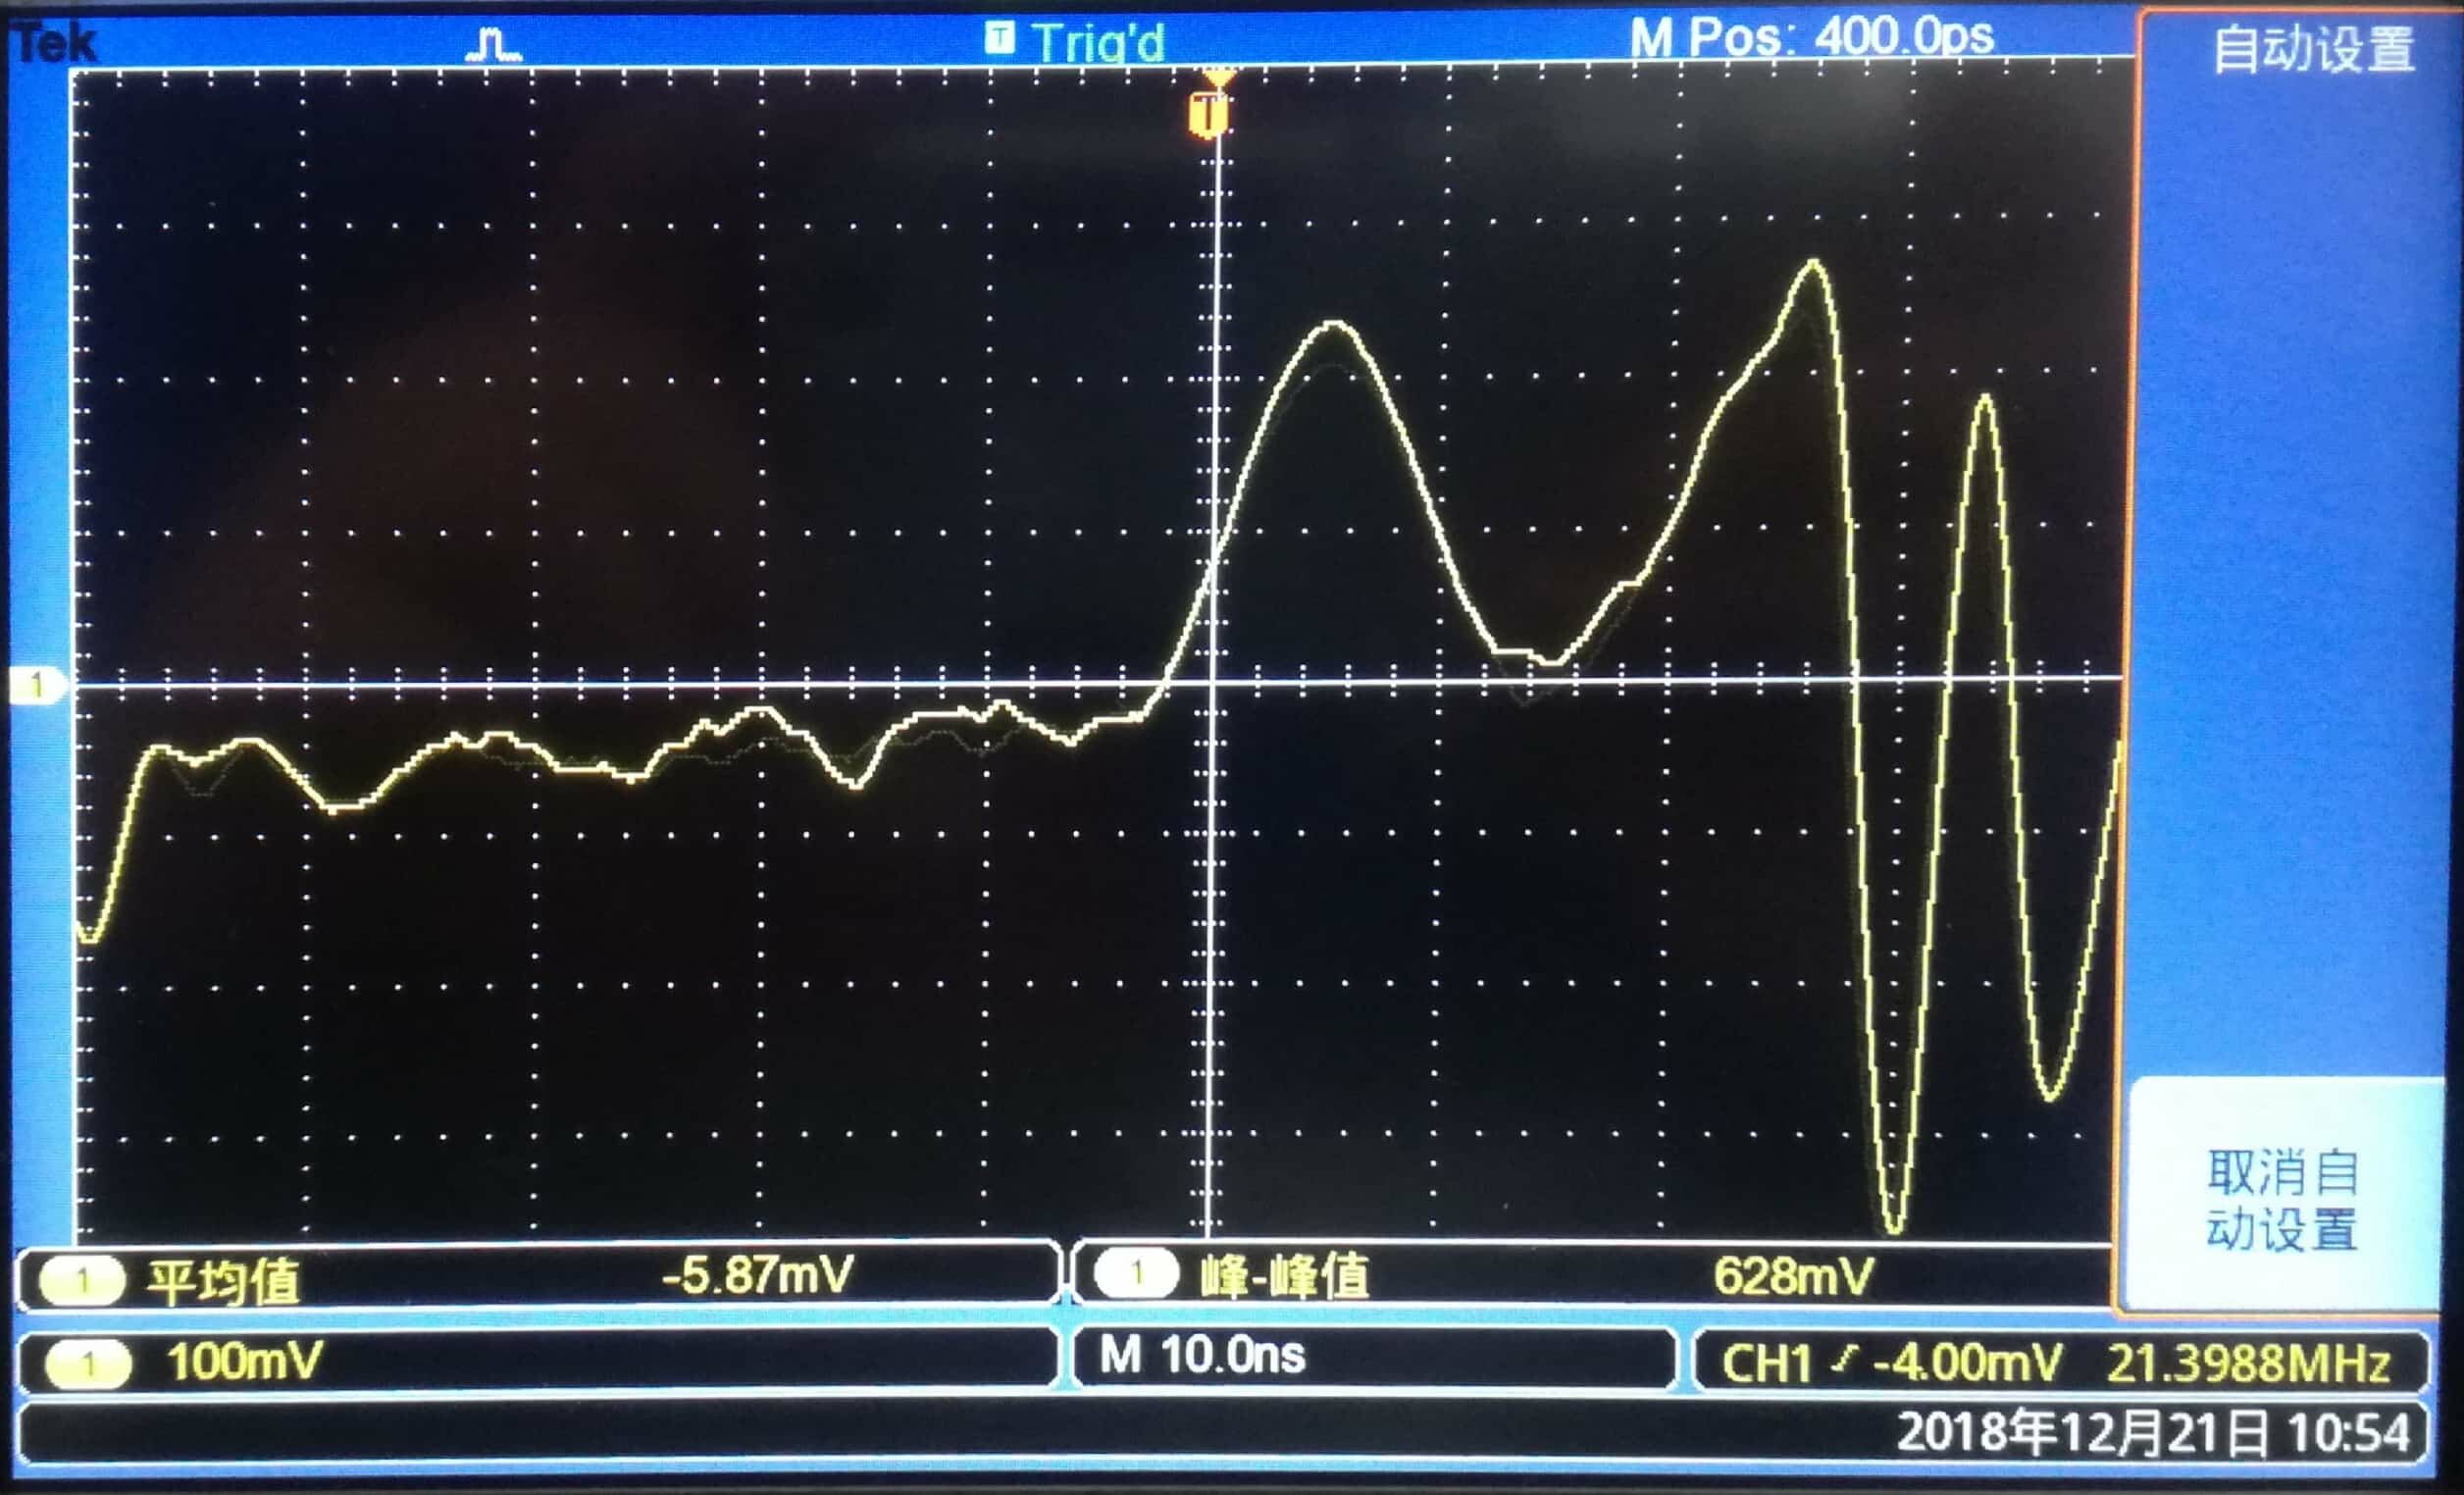 Tek
T Trig'd
M Pos: 400.0ps
自动设置
T
1
取消自
动设置
1 平均值 -5.87mV
1 峰-峰值 628mV
1 100mV
M 10.0ns
CH1 -4.00mV 21.3988MHz
2018年12月21日 10:54